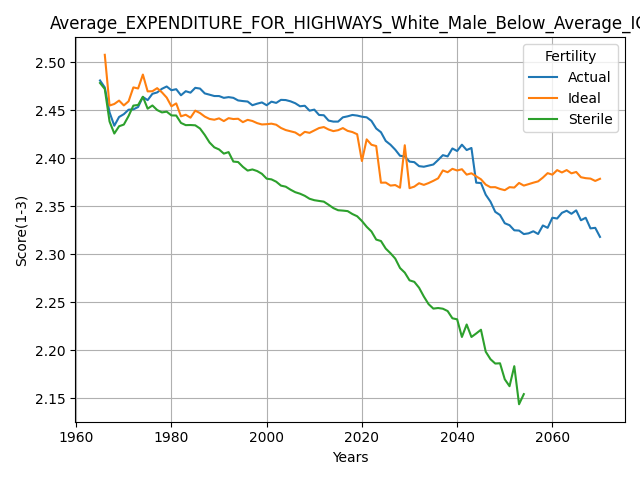 Average_EXPENDITURE_FOR_HIGHWAYS_White_Male_Below_Average_IQ
Fertility
Actual
Ideal
Sterile
2.50
2.45
2.40
2.35
2.30
2.25
2.20
2.15
Score(1-3)
1960 1980 2000 2020 2040 2060
Years